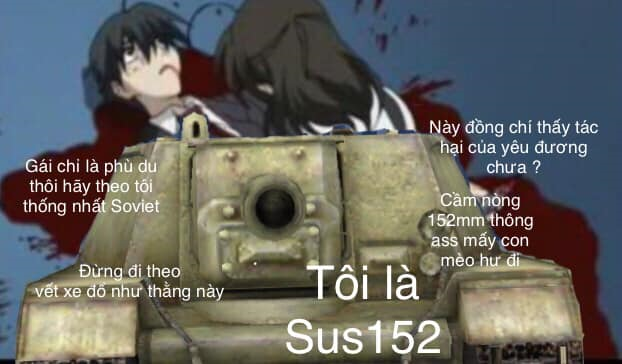 Này đồng chí thấy tác
hại của yêu đương
chưa ?
Gái chỉ là phù du
thôi hãy theo tôi
thống nhất Soviet
Cầm nòng
152mm thông
ass mấy con
mèo hư đi
Đừng đi theo
vết xe đổ như thằng này
Tôi là
Sus152